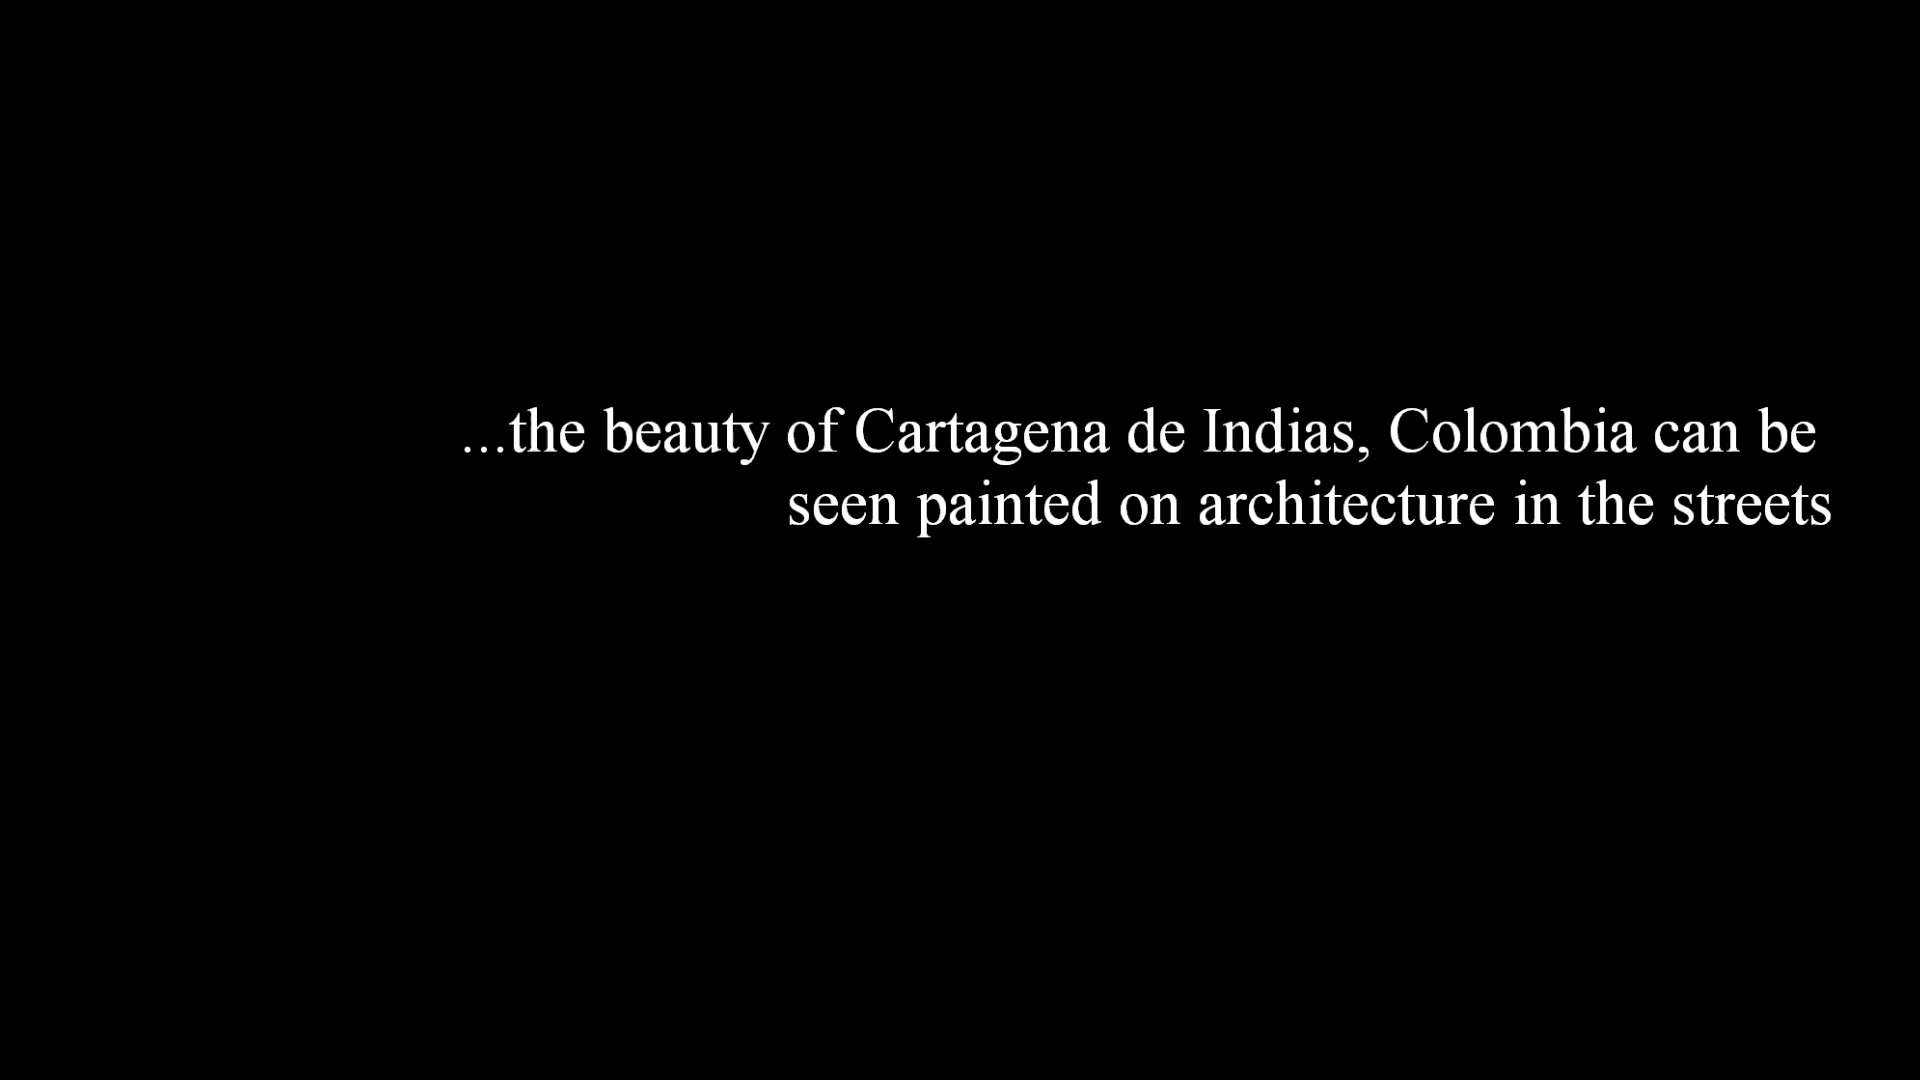 ...the beauty of Cartagena de Indias, Colombia can be
seen painted on architecture in the streets